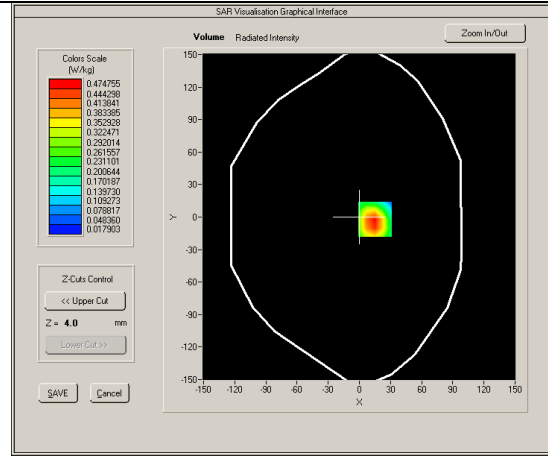 SAR Visualisation Graphical Interface
Volume Radiated Intensity
Zoom In/Out
Colors Scale
(W/kg)
0.474755
0.444298
0.413841
0.383385
0.352928
0.322471
0.292014
0.261557
0.231101
0.200644
0.170187
0.139730
0.109273
0.078817
0.048360
0.017903
Z-Cuts Control
<< Upper Cut
Z = 4.0 mm
Lower Cut >>
SAVE Cancel
150
120
90
60
30
Y 0
-30
-60
-90
-120
-150
-150 -120 -90 -60 -30 0 30 60 90 120 150
X